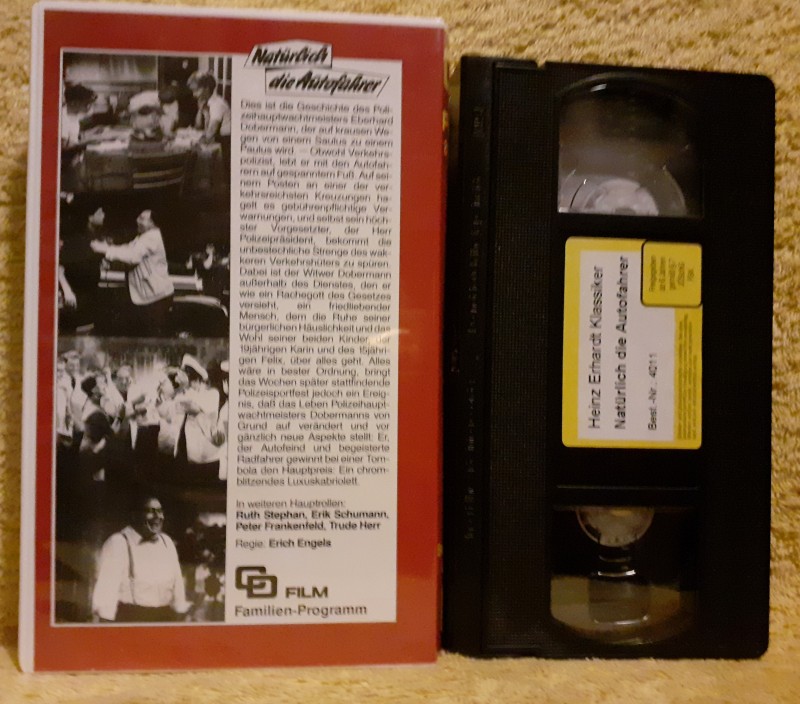 Natürlich
die Autofahrer
Dies ist die Geschichte des Poli-
zeihauptwachtmeisters Eberhard
Dobermann, der auf krausen We-
gen von einem Saulus zu einem
Paulus wird. – Obwohl Verkehrs-
polizist, lebt er mit den Autofah-
rern auf gespanntem Fuß. Auf sei-
nem Posten an einer der ver-
kehrsreichsten Kreuzungen ha-
gelt es gebührenpflichtige Ver-
warnungen, und selbst sein höch-
ster Vorgesetzter, der Herr
Polizeipräsident, bekommt die
unbestechliche Strenge des wak-
keren Verkehrshüters zu spüren.
Dabei ist der Witwer Dobermann
außerhalb des Dienstes, den er
wie ein Rachegott des Gesetzes
versieht, ein friedliebender
Mensch, dem die Ruhe seiner
bürgerlichen Häuslichkeit und das
Wohl seiner beiden Kinder, der
19jährigen Karin und des 15jähri-
gen Felix, über alles geht. Alles
wäre in bester Ordnung, bringt
das Wochen später stattfindende
Polizeisportfest jedoch ein Ereig-
nis, daß das Leben Polizeihaupt-
wachtmeisters Dobermanns von
Grund auf verändert und vor
gänzlich neue Aspekte stellt: Er,
der Autofeind und begeisterte
Radfahrer gewinnt bei einer Tom-
bola den Hauptpreis: Ein chrom-
blitzendes Luxuskabriolett.
In weiteren Hauptrollen:
Ruth Stephan, Erik Schumann,
Peter Frankenfeld, Trude Herr
Regie: Erich Engels
FILM
Familien-Programm
Heinz Erhardt Klassiker
Natürlich die Autofahrer
Best.-Nr.: 4011
Freigegeben
FSK